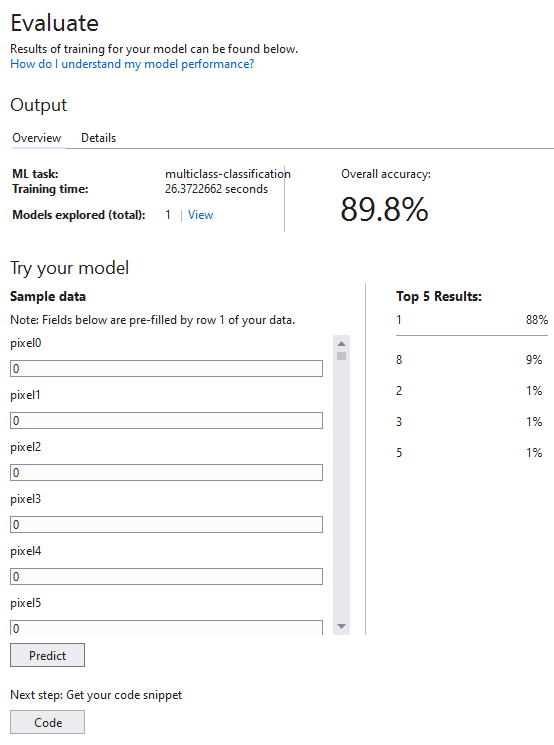 Evaluate
Results of training for your model can be found below.
How do I understand my model performance?
Output
Overview Details
ML task: multiclass-classification
Training time: 26.3722662 seconds
Models explored (total): 1 | View
Overall accuracy:
89.8%
Try your model
Sample data
Note: Fields below are pre-filled by row 1 of your data.
pixel0
0
pixel1
0
pixel2
0
pixel3
0
pixel4
0
pixel5
0
Predict
Next step: Get your code snippet
Code
Top 5 Results:
1 88%
8 9%
2 1%
3 1%
5 1%